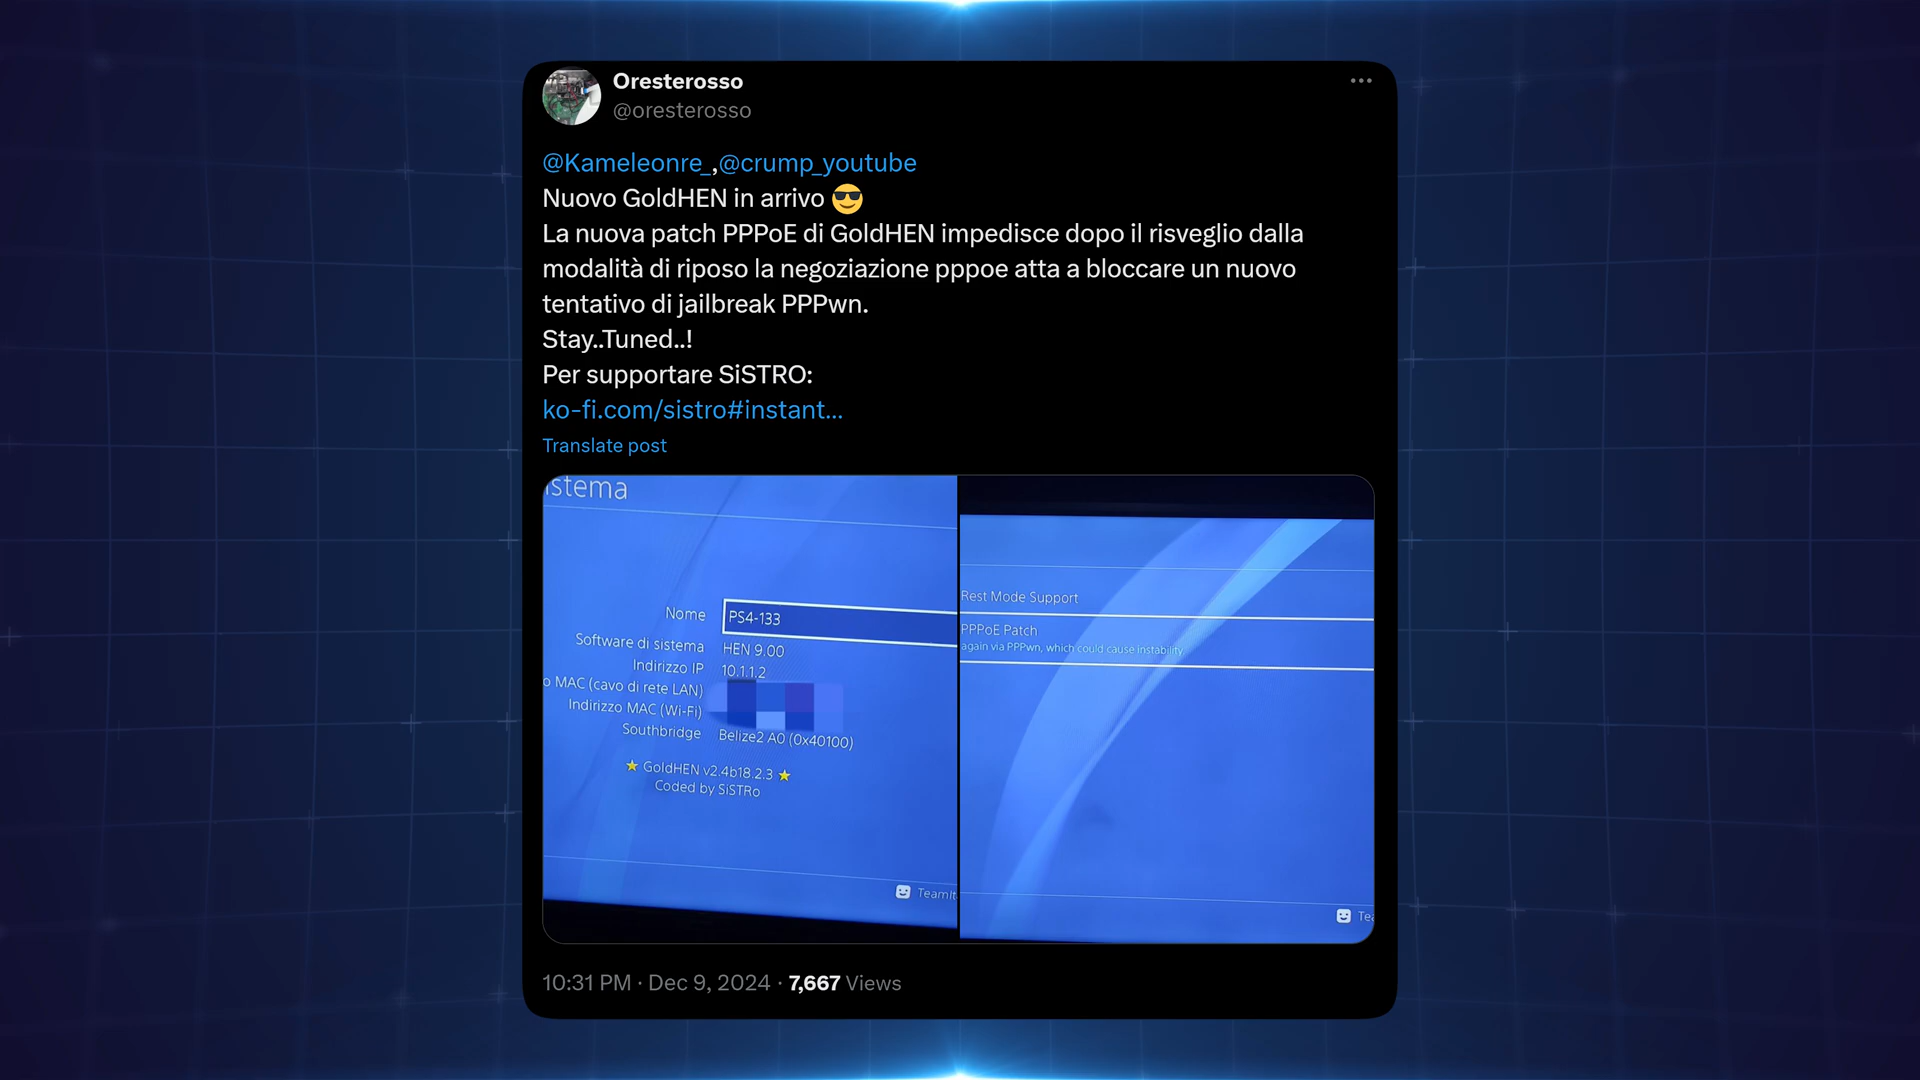 Oresterosso
@oresterosso
@Kameleonre_,@crump_youtube
Nuovo GoldHEN in arrivo 😎
La nuova patch PPPoE di GoldHEN impedisce dopo il risveglio dalla
modalità di riposo la negoziazione pppoe atta a bloccare un nuovo
tentativo di jailbreak PPPwn.
Stay..Tuned..!
Per supportare SiSTRO:
ko-fi.com/sistro#instant...
Translate post
istema
Nome PS4-133
Software di sistema HEN 9.00
Indirizzo IP 10.1.1.2
o MAC (cavo di rete LAN)
Indirizzo MAC (Wi-Fi)
Southbridge Belize2 A0 (0x40100)
★ GoldHEN v2.4b18.2.3 ★
Coded by SiSTRo
TeamIt
Rest Mode Support
PPPoE Patch
again via PPPwn, which could cause instability
Tea
10:31 PM · Dec 9, 2024 · 7,667 Views